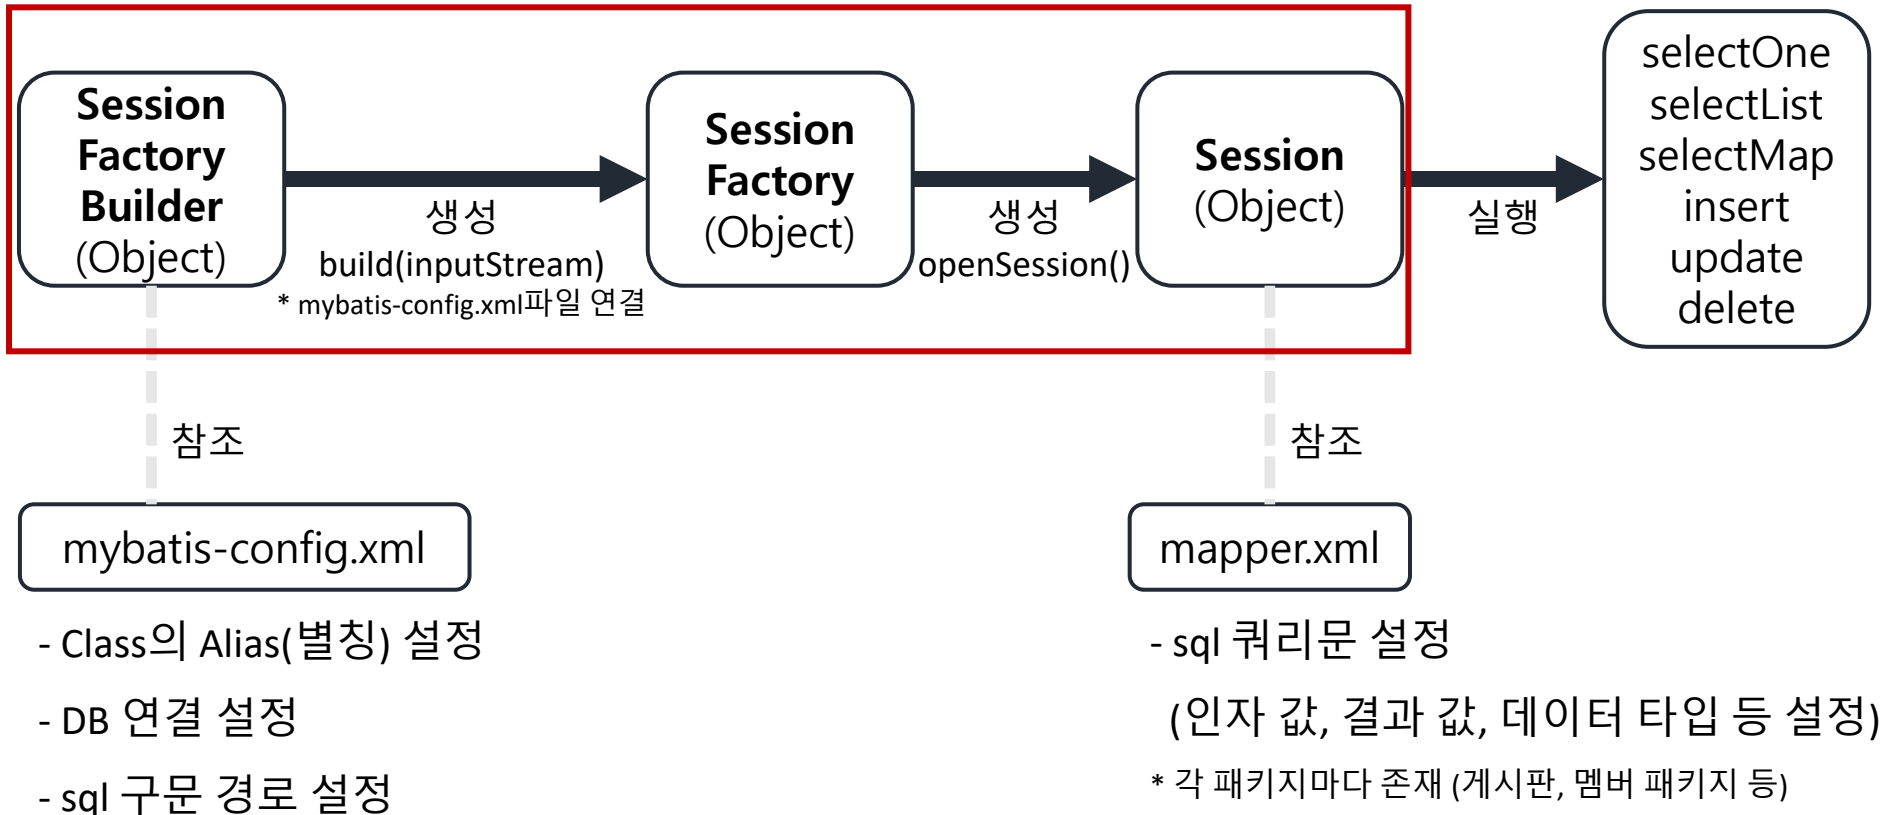 Session
Factory
Builder
(Object)
생성
build(inputStream)
* mybatis-config.xml파일 연결
Session
Factory
(Object)
생성
openSession()
Session
(Object)
실행
selectOne
selectList
selectMap
insert
update
delete
참조
참조
mybatis-config.xml
- Class의 Alias(별칭) 설정
- DB 연결 설정
- sql 구문 경로 설정
mapper.xml
- sql 쿼리문 설정
(인자 값, 결과 값, 데이터 타입 등 설정)
* 각 패키지마다 존재 (게시판, 멤버 패키지 등)